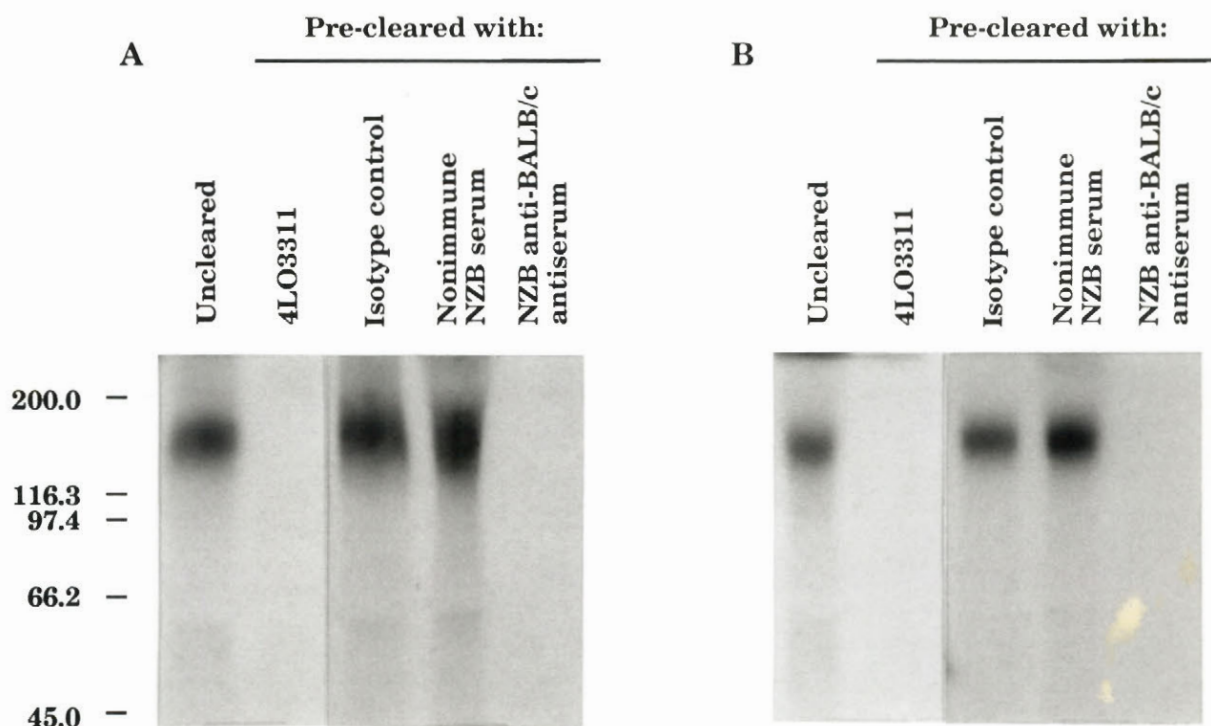 A
Pre-cleared with:
Uncleared
4LO3311
Isotype control
Nonimmune
NZB serum
NZB anti-BALB/c
antiserum
200.0
116.3
97.4
66.2
45.0
B
Pre-cleared with:
Uncleared
4LO3311
Isotype control
Nonimmune
NZB serum
NZB anti-BALB/c
antiserum